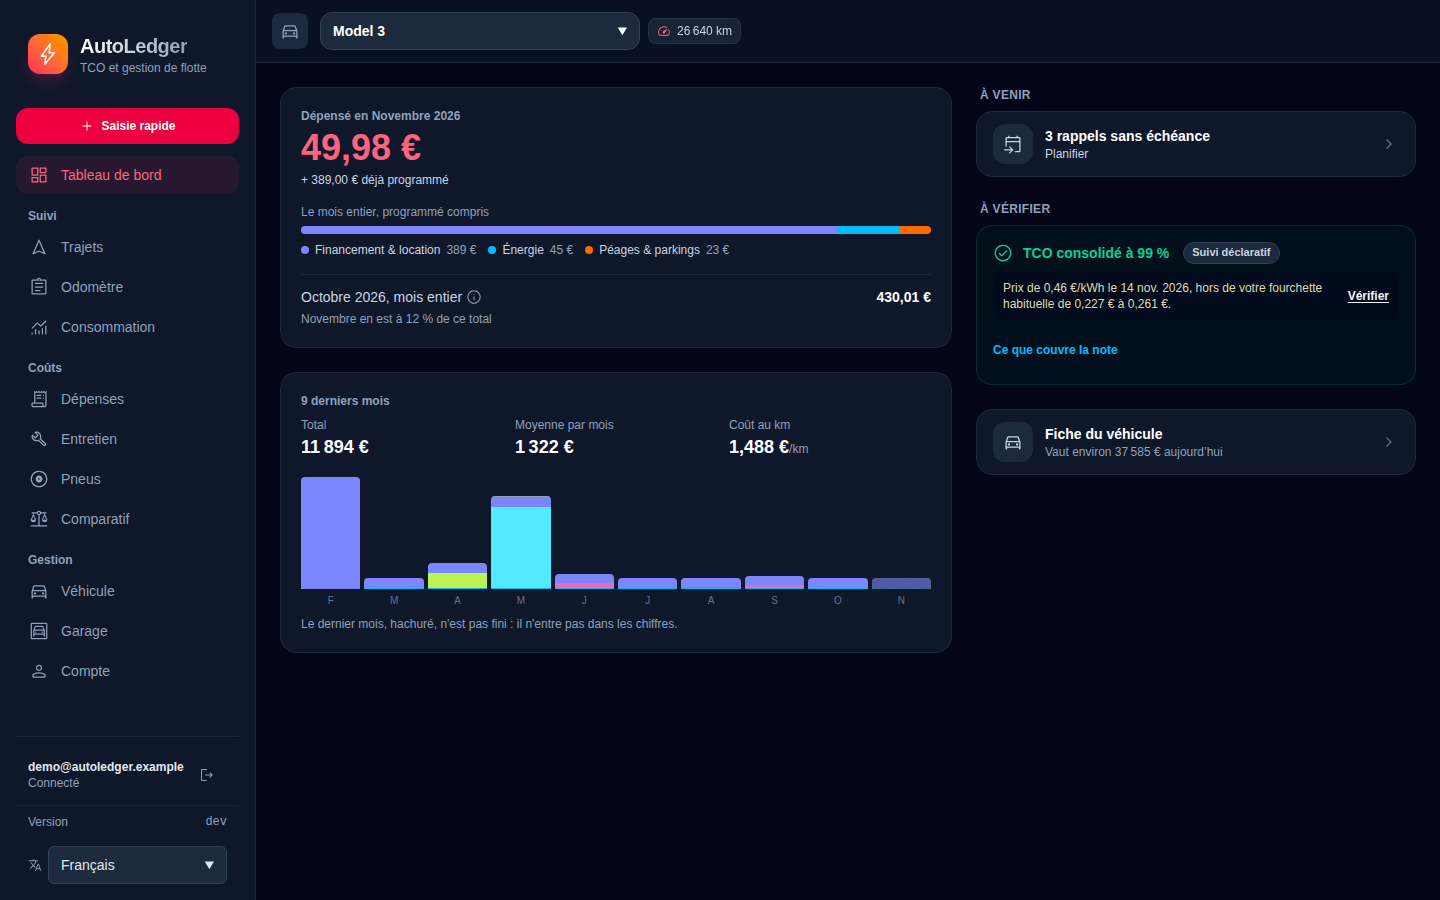 AutoLedger
TCO et gestion de flotte
Saisie rapide
Tableau de bord
Suivi
Trajets
Odomètre
Consommation
Coûts
Dépenses
Entretien
Pneus
Comparatif
Gestion
Véhicule
Garage
Compte
demo@autoledger.example
Connecté
Version dev
Français
Model 3
26 640 km
Dépensé en Novembre 2026
49,98 €
+ 389,00 € déjà programmé
Le mois entier, programmé compris
Financement & location 389 € Énergie 45 € Péages & parkings 23 €
Octobre 2026, mois entier 430,01 €
Novembre en est à 12 % de ce total
9 derniers mois
Total Moyenne par mois Coût au km
11 894 € 1 322 € 1,488 €/km
F M A M J J A S O N
Le dernier mois, hachuré, n'est pas fini : il n'entre pas dans les chiffres.
À VENIR
3 rappels sans échéance
Planifier
À VÉRIFIER
TCO consolidé à 99 % Suivi déclaratif
Prix de 0,46 €/kWh le 14 nov. 2026, hors de votre fourchette
habituelle de 0,227 € à 0,261 €.
Vérifier
Ce que couvre la note
Fiche du véhicule
Vaut environ 37 585 € aujourd’hui